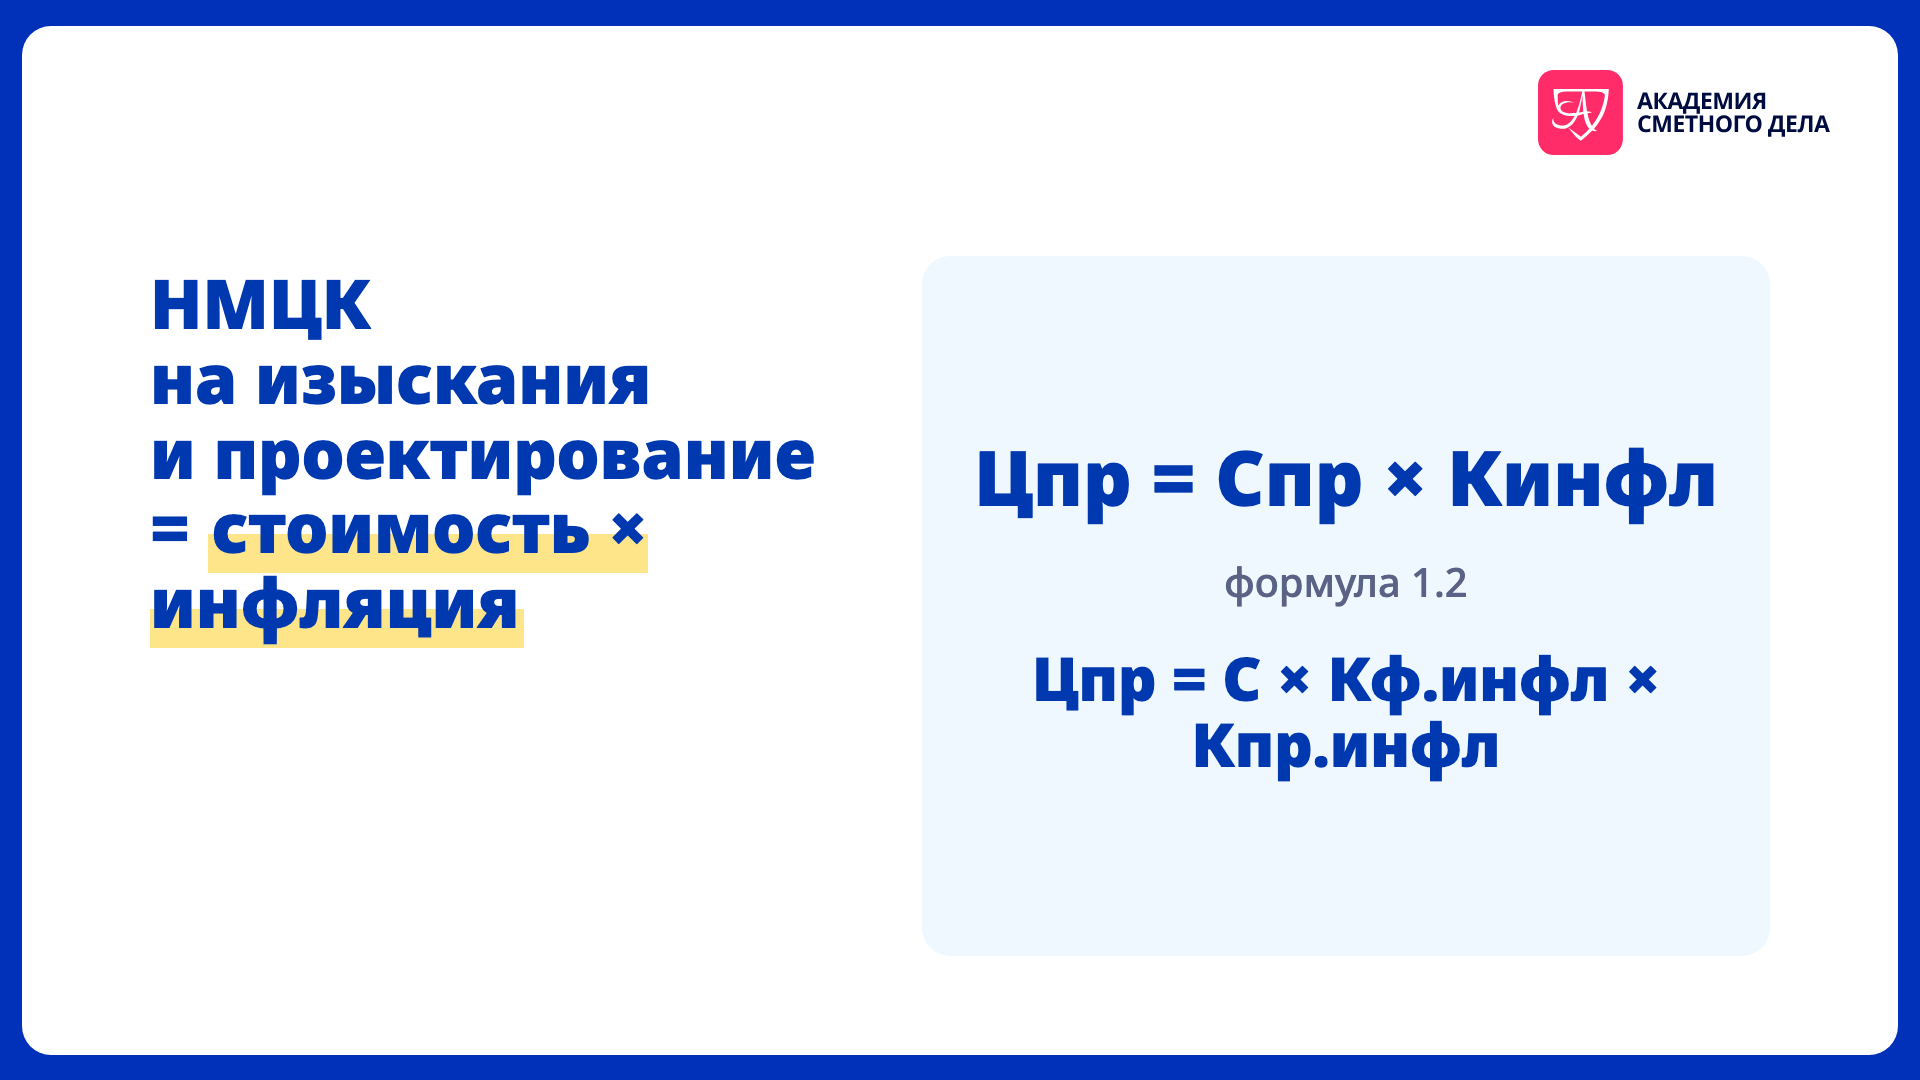 АКАДЕМИЯ
СМЕТНОГО ДЕЛА
НМЦК
на изыскания
и проектирование
= стоимость ×
инфляция
Цпр = Спр × Кинфл
формула 1.2
Цпр = С × Кф.инфл ×
Кпр.инфл